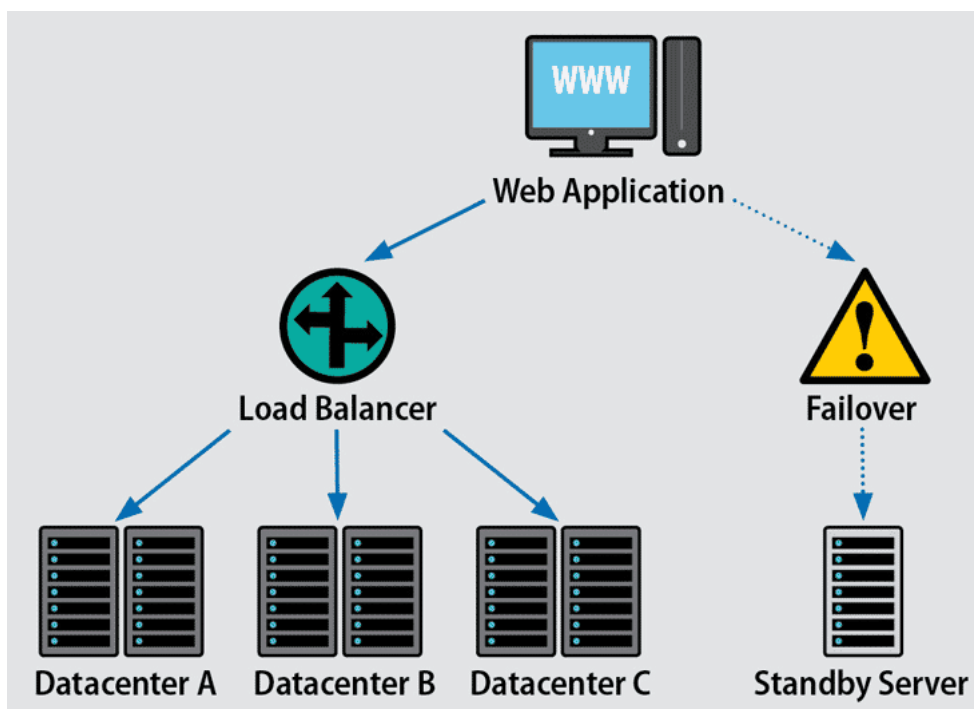 WWW
Web Application
Load Balancer
Failover
Datacenter A
Datacenter B
Datacenter C
Standby Server